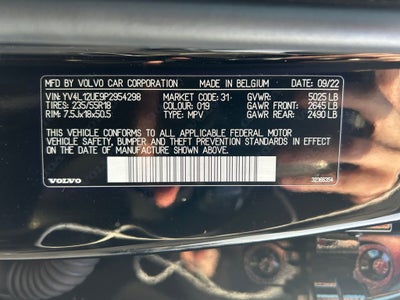 MFD BY VOLVO CAR CORPORATION MADE IN BELGIUM 09/22
VIN: YV4L12UE9P2954298 MARKET CODE: 31 GVWR: 5025 LB
TIRES: 235/55R18 COLOUR: 019 GAWR FRONT: 2645 LB
RIM: 7.5Jx18x50.5 TYPE: MPV GAWR REAR: 2490 LB
THIS VEHICLE CONFORMS TO ALL APPLICABLE FEDERAL MOTOR
VEHICLE SAFETY, BUMPER AND THEFT PREVENTION STANDARDS IN EFFECT
ON THE DATE OF MANUFACTURE SHOWN ABOVE.
VOLVO 32365354